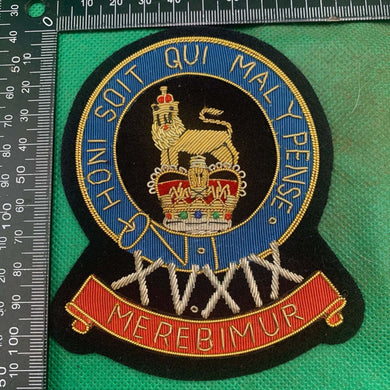 HONI SOIT QUI MAL Y PENSE
XV.XIX
MEREBIMUR